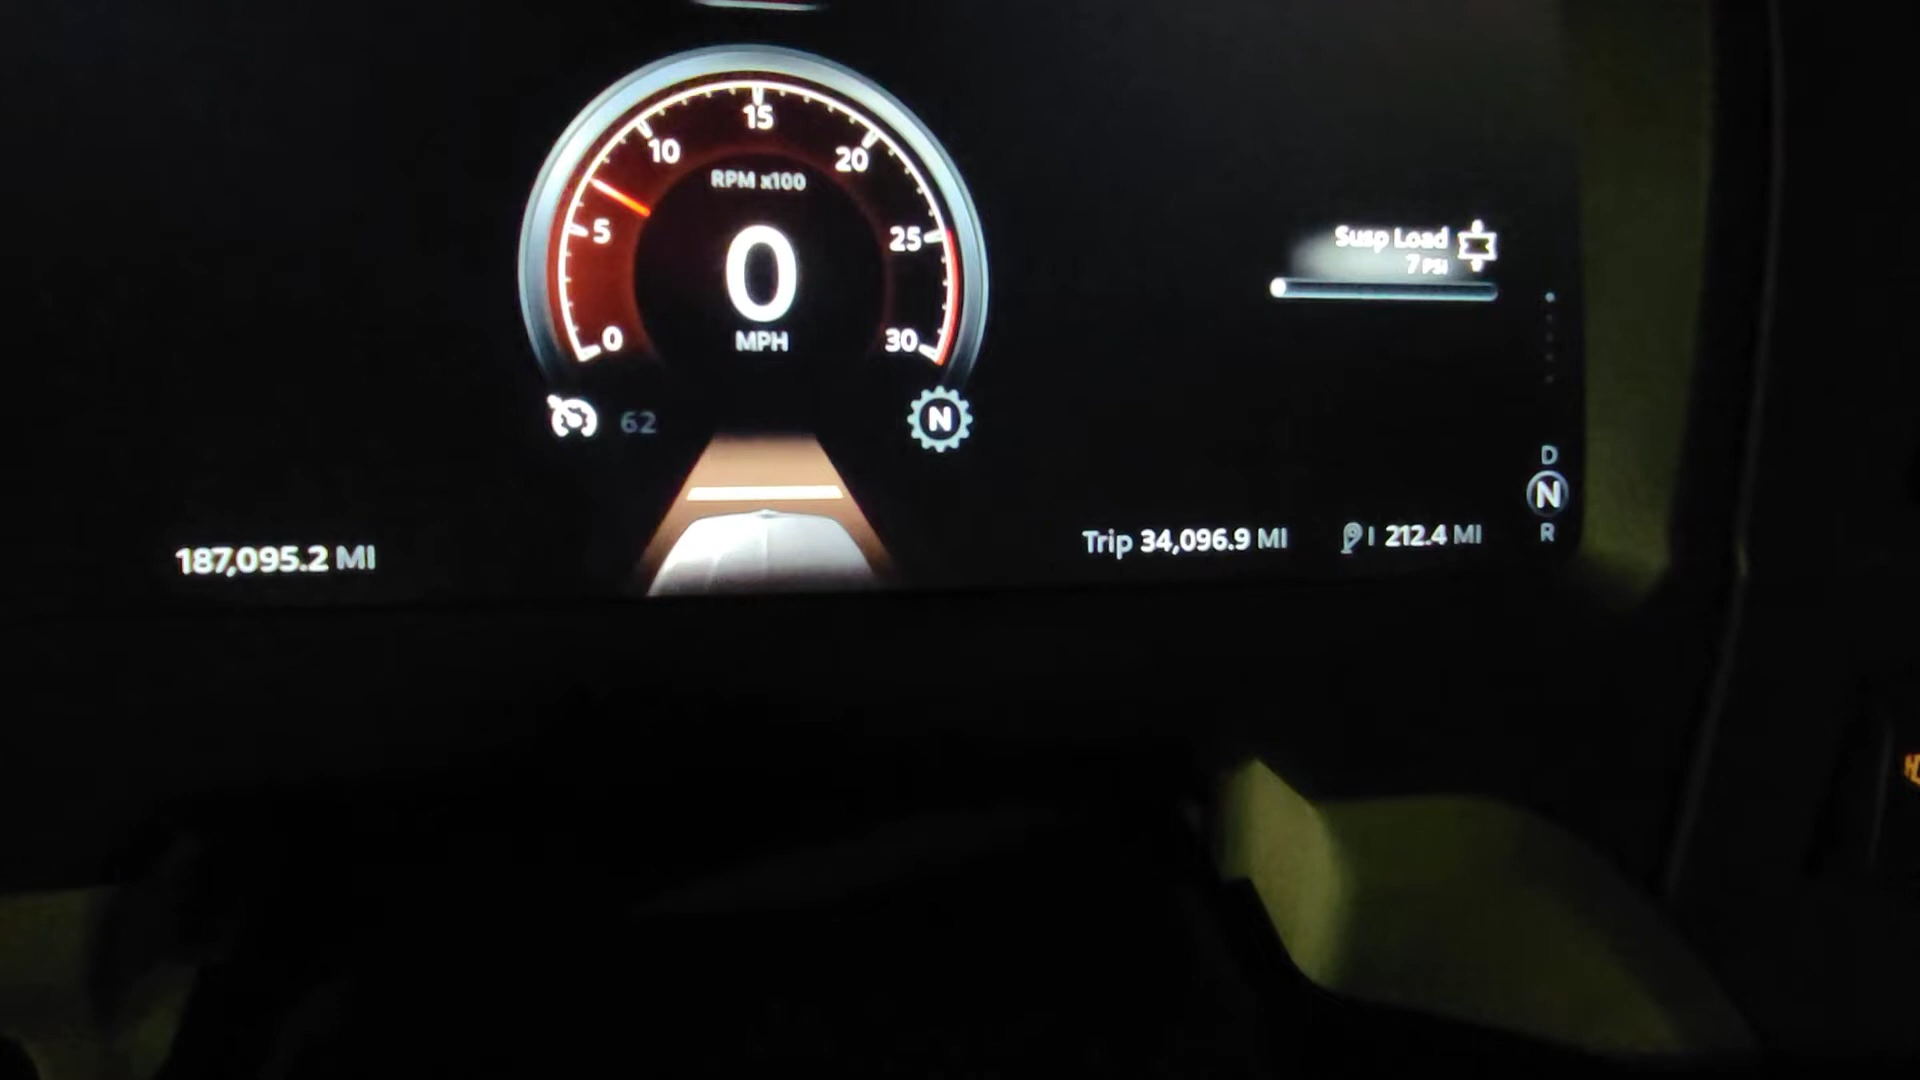 15
10
20
RPM x100
5
25
0
MPH
0
30
Susp Load
7 PSI
62
N
D
N
R
187,095.2 MI
Trip 34,096.9 MI
212.4 MI